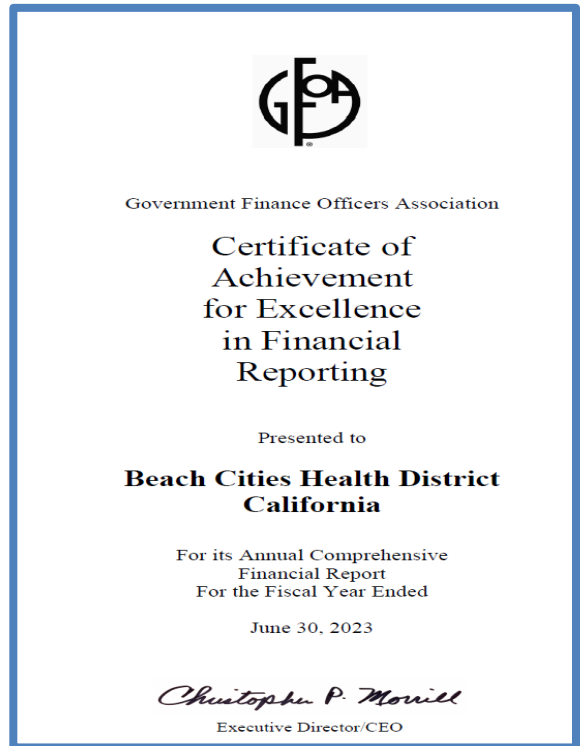 GFOA
Government Finance Officers Association
Certificate of
Achievement
for Excellence
in Financial
Reporting
Presented to
Beach Cities Health District
California
For its Annual Comprehensive
Financial Report
For the Fiscal Year Ended
June 30, 2023
Christopher P. Morrill
Executive Director/CEO